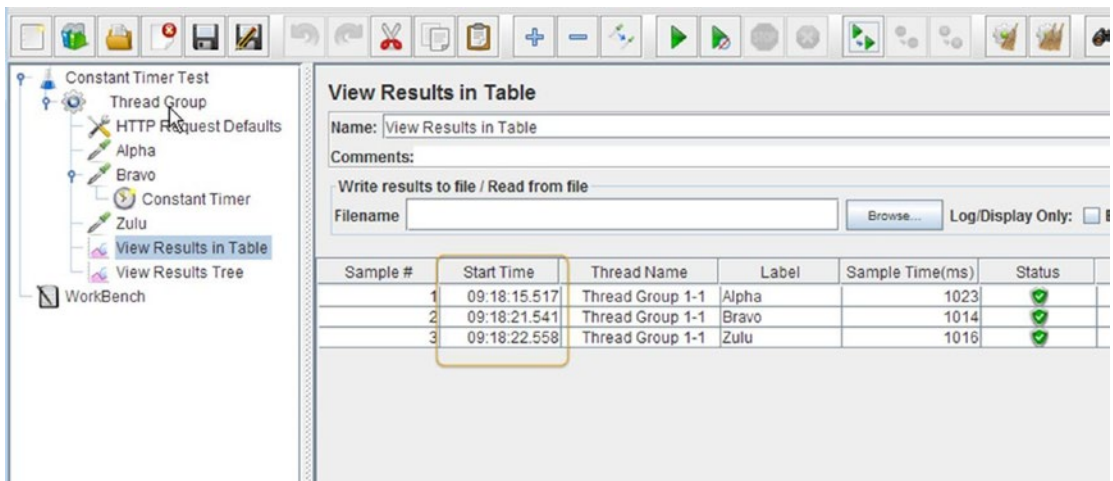 Constant Timer Test
Thread Group
HTTP Request Defaults
Alpha
Bravo
Constant Timer
Zulu
View Results in Table
View Results Tree
WorkBench
View Results in Table
Name: View Results in Table
Comments:
Write results to file / Read from file
Filename Browse... Log/Display Only:
Sample # Start Time Thread Name Label Sample Time(ms) Status
1 09:18:15.517 Thread Group 1-1 Alpha 1023
2 09:18:21.541 Thread Group 1-1 Bravo 1014
3 09:18:22.558 Thread Group 1-1 Zulu 1016